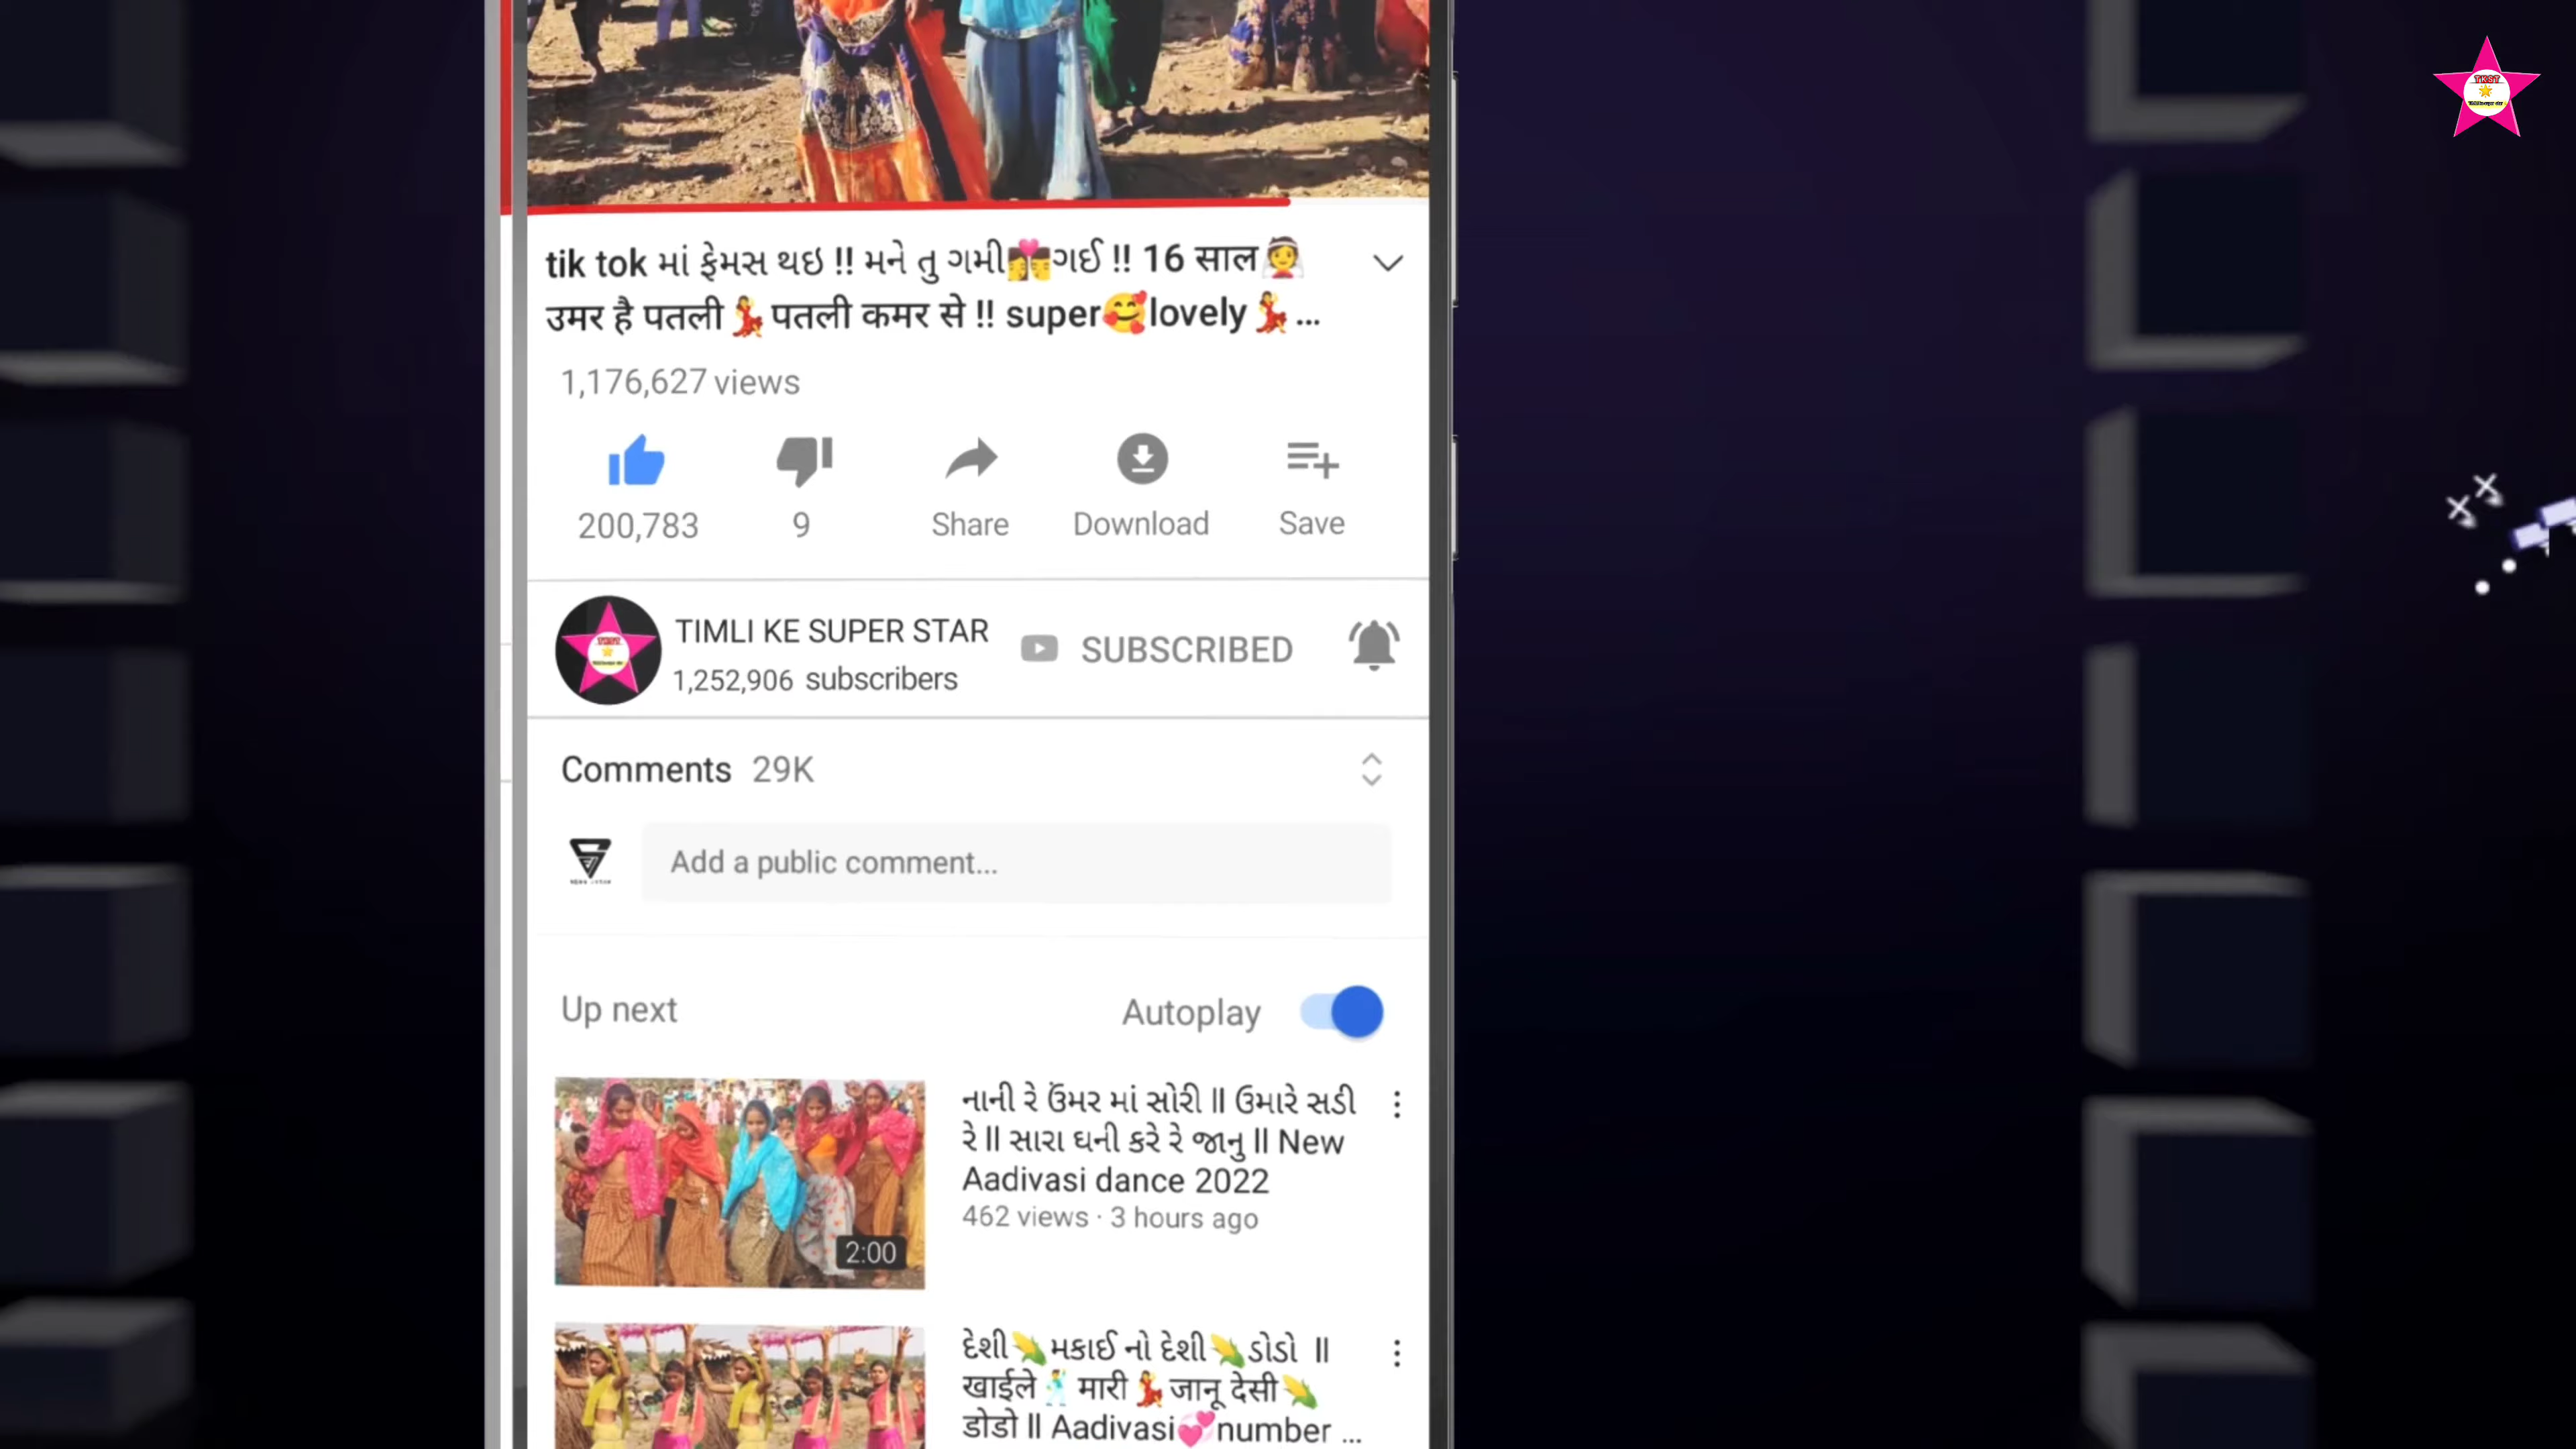 TKST
tik tok માં ફેમસ થઇ !! મને તુ ગમી💏ગઈ !! 16 साल👰
उमर है पतली💃पतली कमर से !! super🥰lovely💃...
1,176,627 views
200,783
9
Share
Download
Save
TIMLI KE SUPER STAR
1,252,906 subscribers
SUBSCRIBED
Comments 29K
Add a public comment...
Up next
Autoplay
2:00
નાની રે ઉંમર માં સોરી ll ઉમારે સડી
રે ll સારા ઘની કરે રે જાનુ ll New
Aadivasi dance 2022
462 views · 3 hours ago
દેશી🌽મકાઈ નો દેશી🌽ડોડો ll
ખાઈલે🕺मारी💃जानू देसी🌽
डोडो ll Aadivasi💞number ...